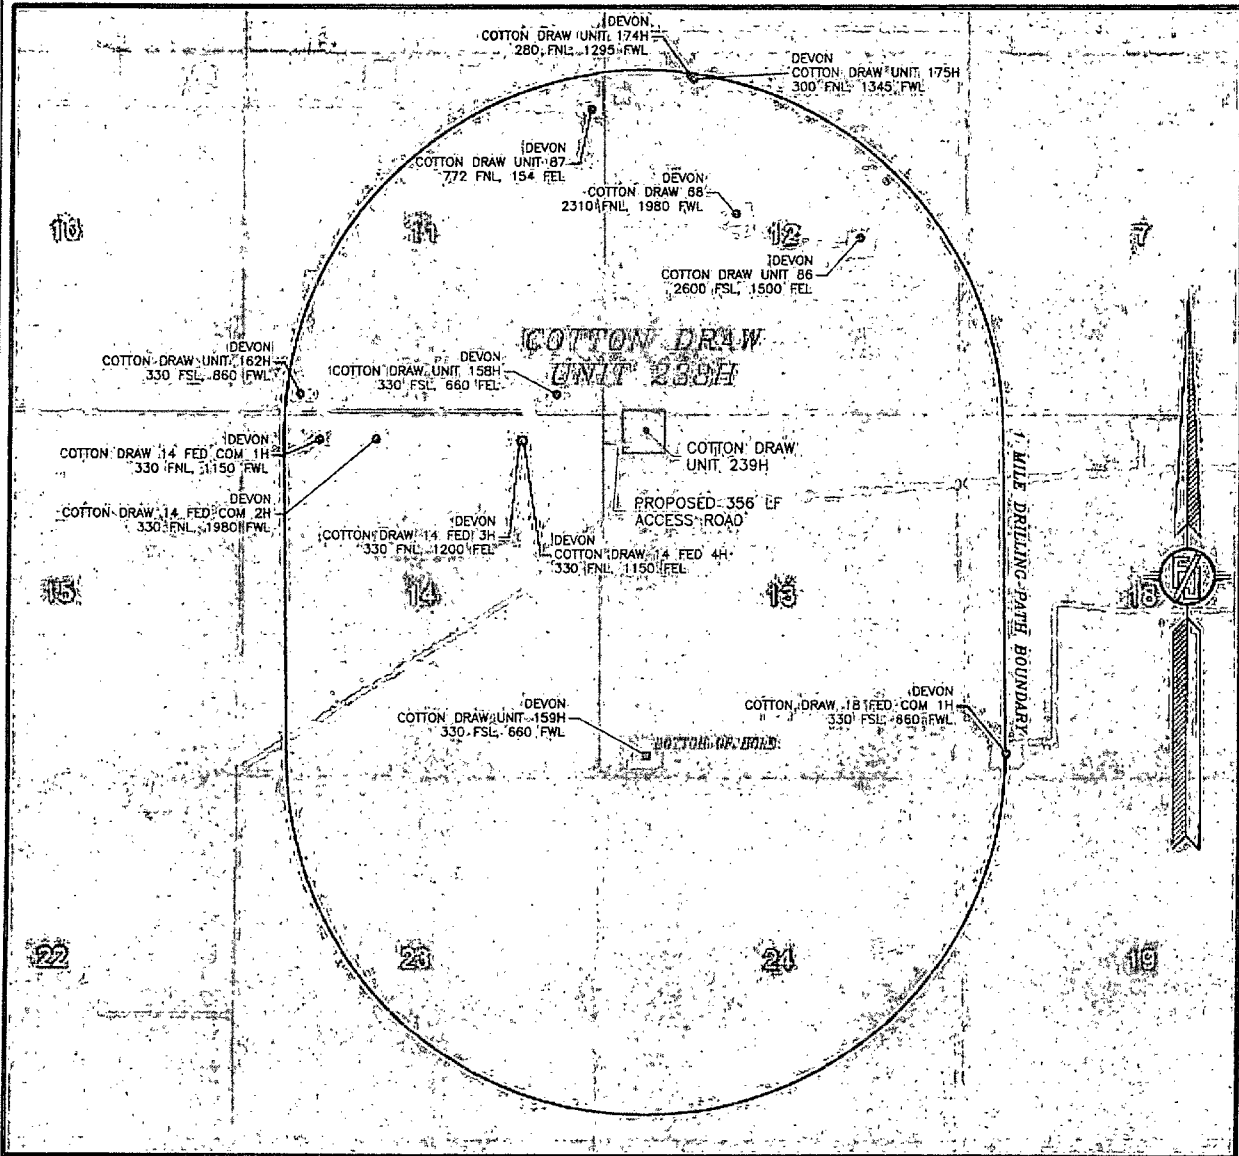 DEVON
COTTON DRAW UNIT 174H
280 FNL, 1295 FWL
DEVON
COTTON DRAW UNIT 175H
300 FNL, 1345 FWL
DEVON
COTTON DRAW UNIT 87
772 FNL, 154 FEL
DEVON
COTTON DRAW 68
2310 FNL, 1980 FWL
10
11
12
7
DEVON
COTTON DRAW UNIT 86
2600 FSL, 1500 FEL
COTTON DRAW
UNIT 239H
DEVON
COTTON DRAW UNIT 162H
330 FSL, 860 FWL
DEVON
COTTON DRAW UNIT 158H
330 FSL, 660 FEL
DEVON
COTTON DRAW 14 FED COM 1H
330 FNL, 1150 FWL
COTTON DRAW
UNIT 239H
DEVON
COTTON DRAW 14 FED COM 2H
330 FNL, 1980 FWL
PROPOSED 356 LF
ACCESS ROAD
DEVON
COTTON DRAW 14 FED 3H
330 FNL, 1200 FEL
DEVON
COTTON DRAW 14 FED 4H
330 FNL, 1150 FEL
1 MILE DRILLING PATH BOUNDARY
15
14
13
18
DEVON
COTTON DRAW UNIT 159H
330 FSL, 660 FWL
BOTTOM OF HOLE
DEVON
COTTON DRAW 18 FED COM 1H
330 FSL, 660 FWL
22
23
24
19